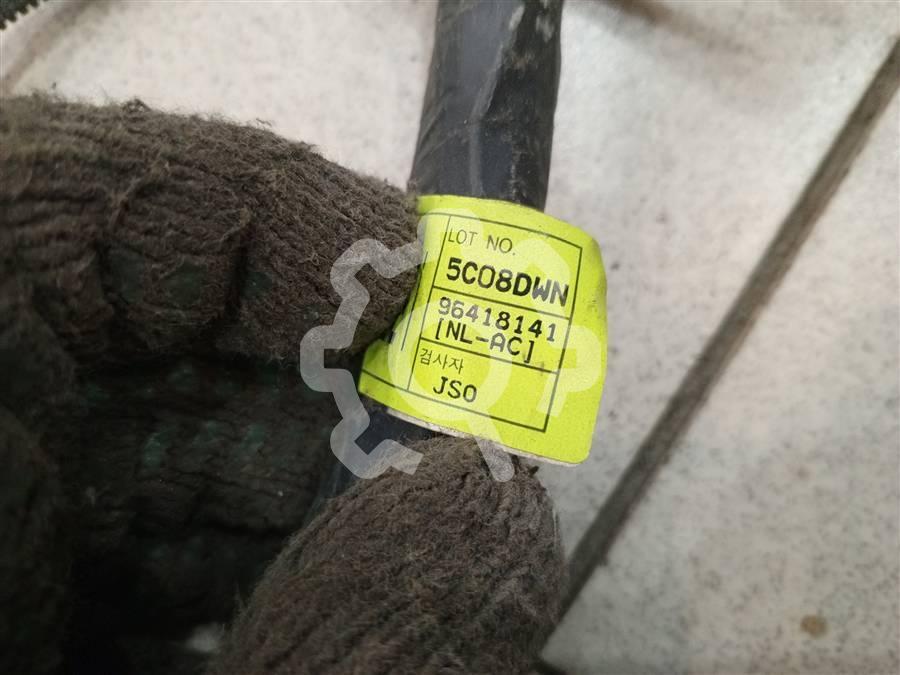 LOT NO.
5C08DWN
96418141
[NL-AC]
검사자
JSO